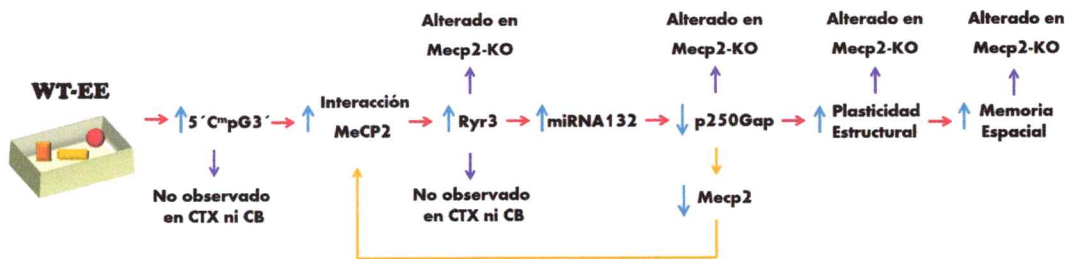 Alterado en
Mecp2-KO
Alterado en
Mecp2-KO
Alterado en
Mecp2-KO
Alterado en
Mecp2-KO
WT-EE
5´CᵐpG3´
Interacción
MeCP2
Ryr3
miRNA132
p250Gap
Plasticidad
Estructural
Memoria
Espacial
No observado
en CTX ni CB
No observado
en CTX ni CB
Mecp2